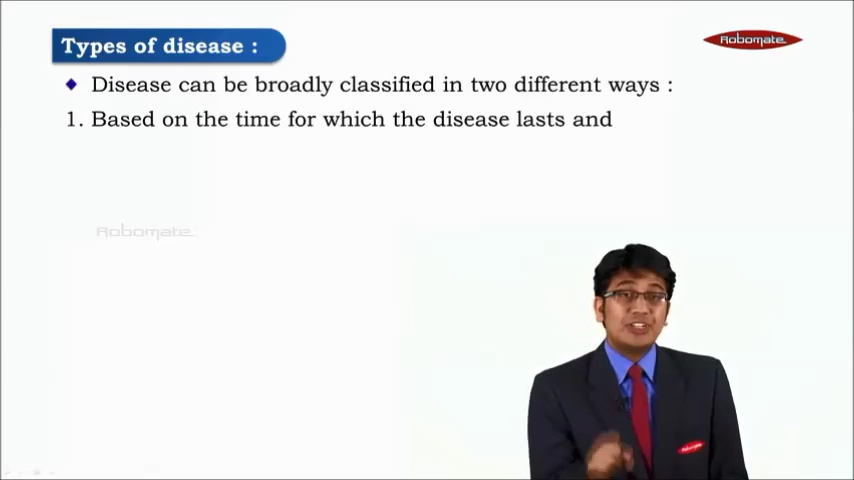 Types of disease :
Robomate
◆ Disease can be broadly classified in two different ways :
1. Based on the time for which the disease lasts and
Robomate
Robomate